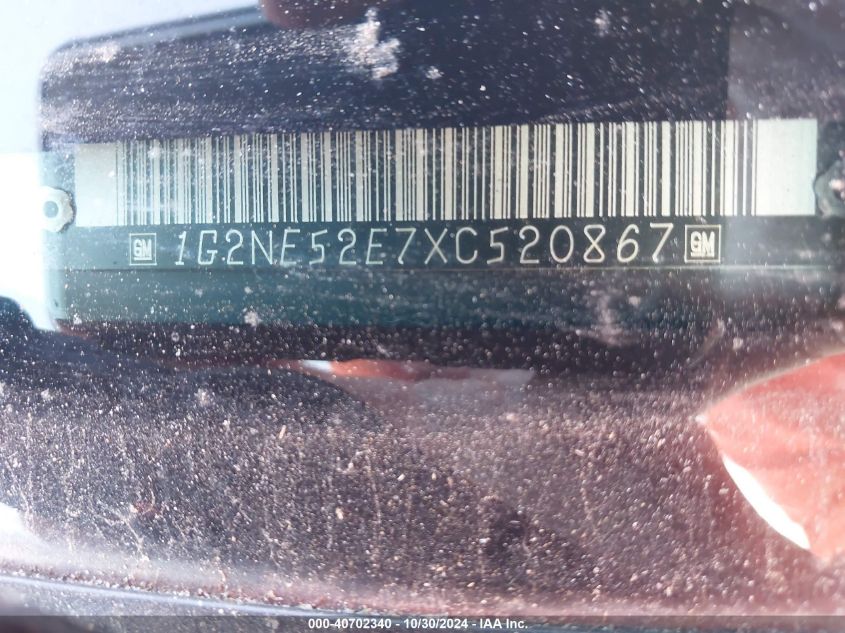 GM 1G2NE52E7XC520867 GM
000-40702340 - 10/30/2024 - IAA Inc.